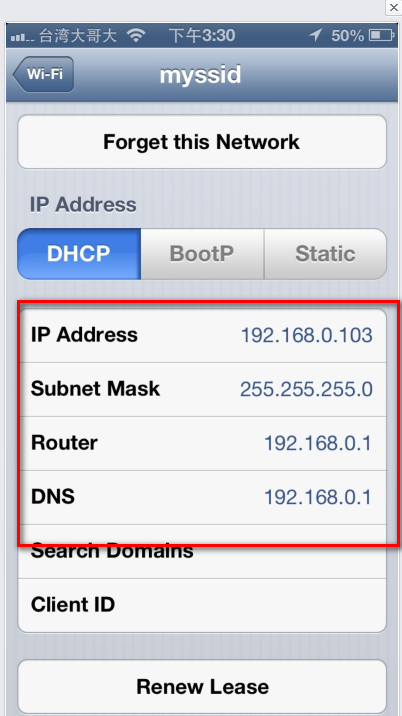 台湾大哥大 下午3:30 50%
Wi-Fi myssid
Forget this Network
IP Address
DHCP BootP Static
IP Address 192.168.0.103
Subnet Mask 255.255.255.0
Router 192.168.0.1
DNS 192.168.0.1
Search Domains
Client ID
Renew Lease